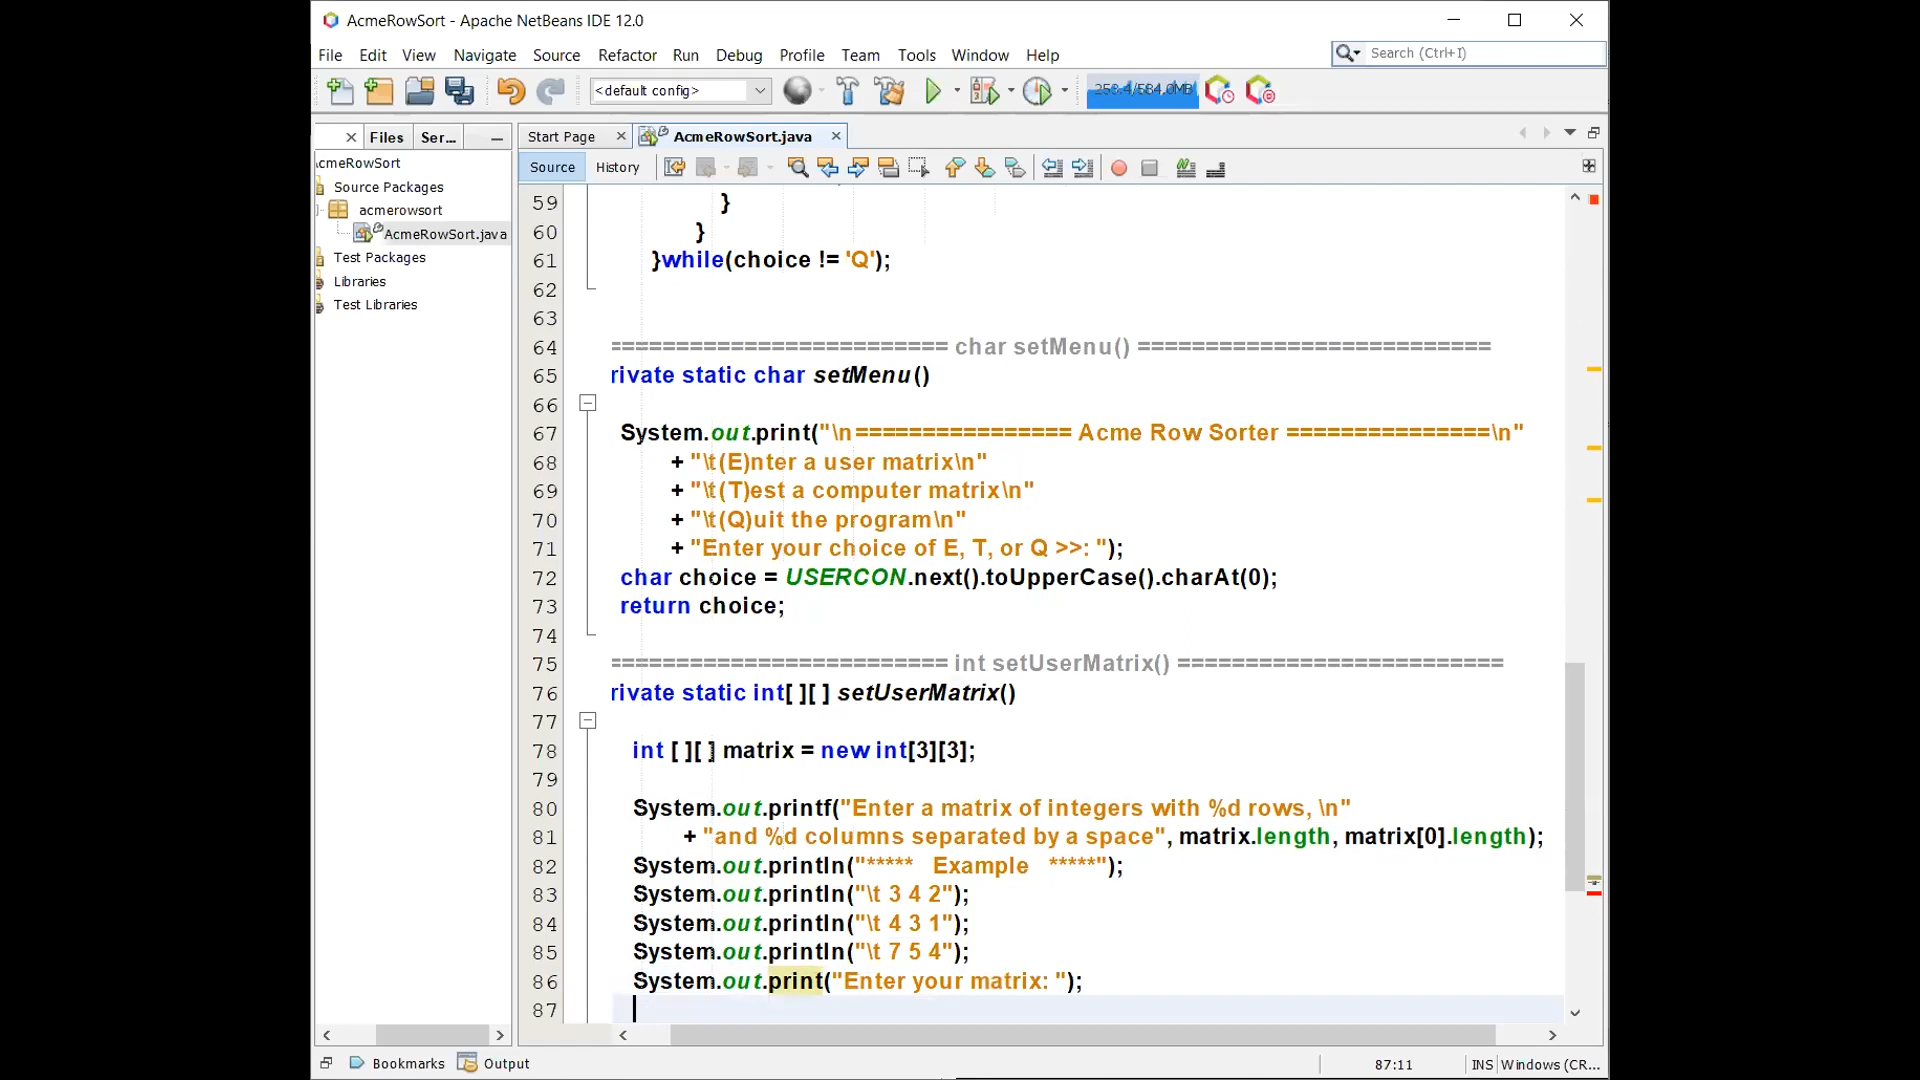 AcmeRowSort - Apache NetBeans IDE 12.0
File Edit View Navigate Source Refactor Run Debug Profile Team Tools Window Help
Search (Ctrl+I)
<default config>
258.4/584.0MB
Files Ser...
Start Page AcmeRowSort.java
Source History
cmeRowSort
Source Packages
acmerowsort
AcmeRowSort.java
Test Packages
Libraries
Test Libraries
59 }
60 }
61 }while(choice != 'Q');
62
63
64 ========================= char setMenu() ==========================
65 rivate static char setMenu()
66
67 System.out.print("\n================ Acme Row Sorter ===============\n"
68 + "\t(E)nter a user matrix\n"
69 + "\t(T)est a computer matrix\n"
70 + "\t(Q)uit the program\n"
71 + "Enter your choice of E, T, or Q >>: ");
72 char choice = USERCON.next().toUpperCase().charAt(0);
73 return choice;
74
75 ========================= int setUserMatrix() ========================
76 rivate static int[ ][ ] setUserMatrix()
77
78 int [ ][ ] matrix = new int[3][3];
79
80 System.out.printf("Enter a matrix of integers with %d rows, \n"
81 + "and %d columns separated by a space", matrix.length, matrix[0].length);
82 System.out.println("***** Example *****");
83 System.out.println("\t 3 4 2");
84 System.out.println("\t 4 3 1");
85 System.out.println("\t 7 5 4");
86 System.out.print("Enter your matrix: ");
87
Bookmarks Output
87:11 INS Windows (CR...